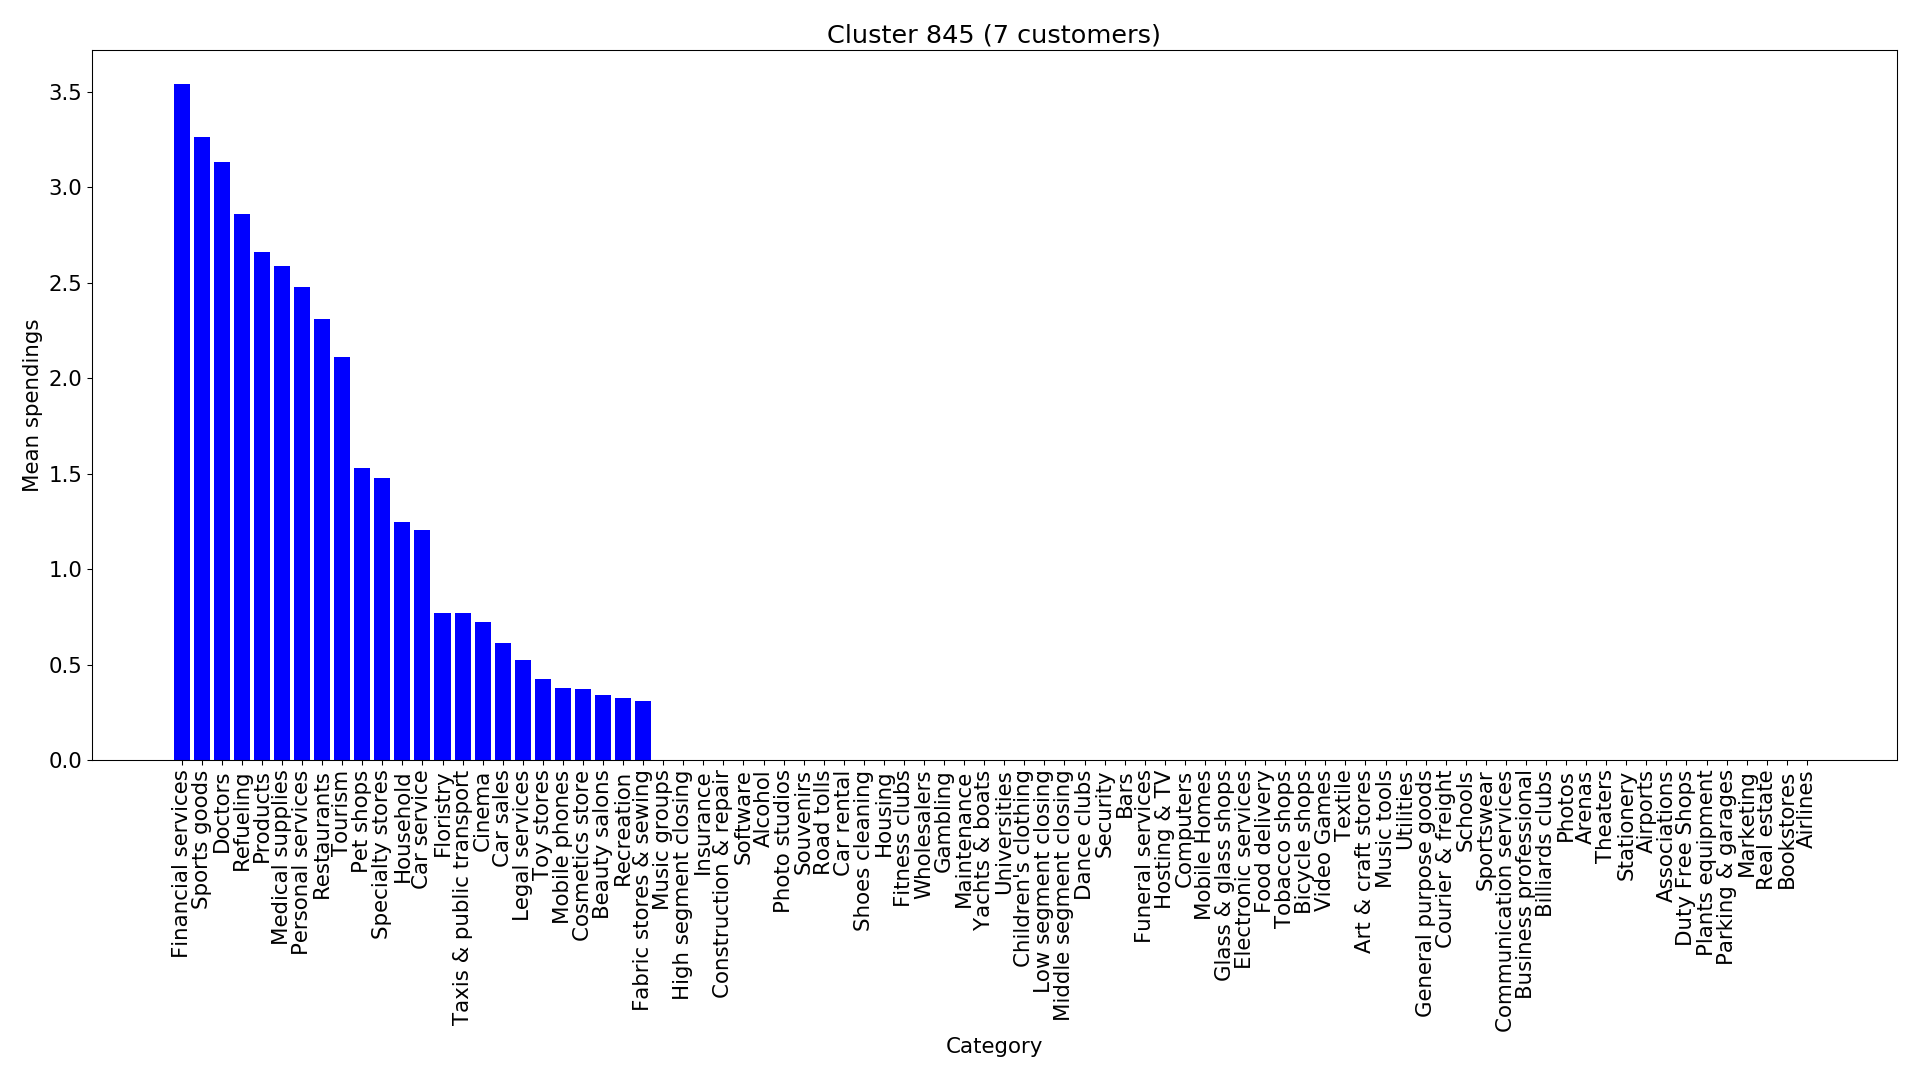 Cluster 845 (7 customers)
Mean spendings
3.5
3.0
2.5
2.0
1.5
1.0
0.5
0.0
Financial services
Sports goods
Doctors
Refueling
Products
Medical supplies
Personal services
Restaurants
Tourism
Pet shops
Specialty stores
Household
Car service
Floristry
Taxis & public transport
Cinema
Car sales
Legal services
Toy stores
Mobile phones
Cosmetics store
Beauty salons
Recreation
Fabric stores & sewing
Music groups
High segment closing
Insurance
Construction & repair
Software
Alcohol
Photo studios
Souvenirs
Road tolls
Car rental
Shoes cleaning
Housing
Fitness clubs
Wholesalers
Gambling
Maintenance
Yachts & boats
Universities
Children's clothing
Low segment closing
Middle segment closing
Dance clubs
Security
Bars
Funeral services
Hosting & TV
Computers
Mobile Homes
Glass & glass shops
Electronic services
Food delivery
Tobacco shops
Bicycle shops
Video Games
Textile
Art & craft stores
Music tools
Utilities
General purpose goods
Courier & freight
Schools
Sportswear
Communication services
Business professional
Billiards clubs
Photos
Arenas
Theaters
Stationery
Airports
Associations
Duty Free Shops
Plants equipment
Parking & garages
Marketing
Real estate
Bookstores
Airlines
Category